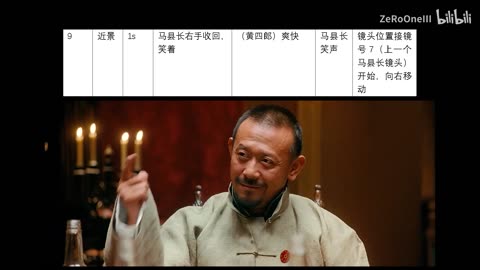 ZeRoOneIII bilibili
9 近景 1s 马县长右手收回, （黄四郎）爽快 马县长 镜头位置接镜
笑着 笑声 号 7（上一个
马县长镜头）
开始，向右移
动